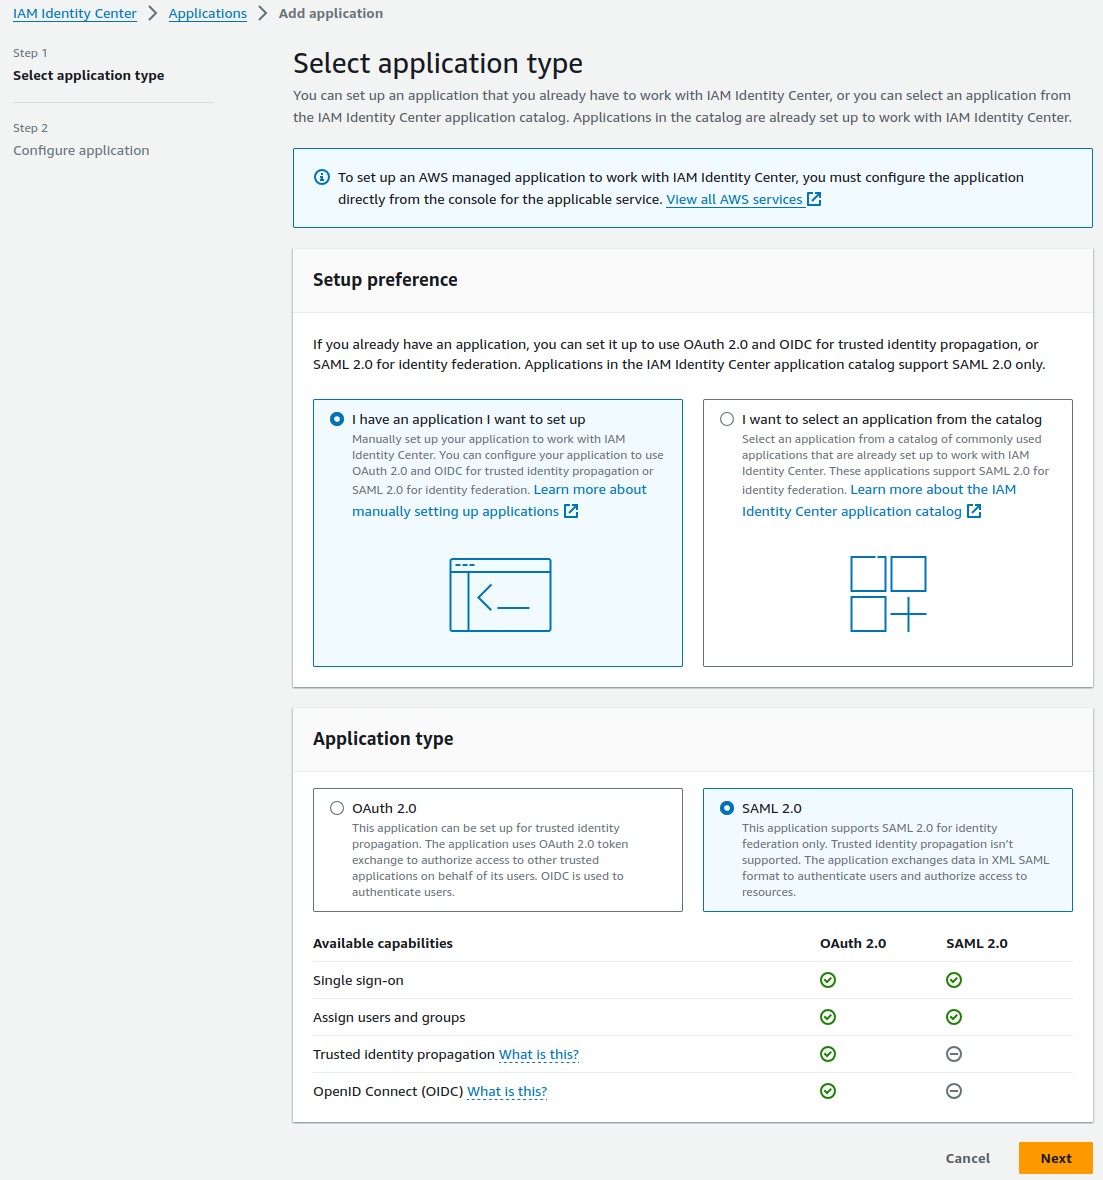 IAM Identity Center > Applications > Add application
Step 1
Select application type
Step 2
Configure application
Select application type
You can set up an application that you already have to work with IAM Identity Center, or you can select an application from
the IAM Identity Center application catalog. Applications in the catalog are already set up to work with IAM Identity Center.
To set up an AWS managed application to work with IAM Identity Center, you must configure the application
directly from the console for the applicable service. View all AWS services
Setup preference
If you already have an application, you can set it up to use OAuth 2.0 and OIDC for trusted identity propagation, or
SAML 2.0 for identity federation. Applications in the IAM Identity Center application catalog support SAML 2.0 only.
I have an application I want to set up
Manually set up your application to work with IAM
Identity Center. You can configure your application to use
OAuth 2.0 and OIDC for trusted identity propagation or
SAML 2.0 for identity federation. Learn more about
manually setting up applications
I want to select an application from the catalog
Select an application from a catalog of commonly used
applications that are already set up to work with IAM
Identity Center. These applications support SAML 2.0 for
identity federation. Learn more about the IAM
Identity Center application catalog
Application type
OAuth 2.0
This application can be set up for trusted identity
propagation. The application uses OAuth 2.0 token
exchange to authorize access to other trusted
applications on behalf of its users. OIDC is used to
authenticate users.
SAML 2.0
This application supports SAML 2.0 for identity
federation only. Trusted identity propagation isn't
supported. The application exchanges data in XML SAML
format to authenticate users and authorize access to
resources.
Available capabilities OAuth 2.0 SAML 2.0
Single sign-on
Assign users and groups
Trusted identity propagation What is this?
OpenID Connect (OIDC) What is this?
Cancel Next